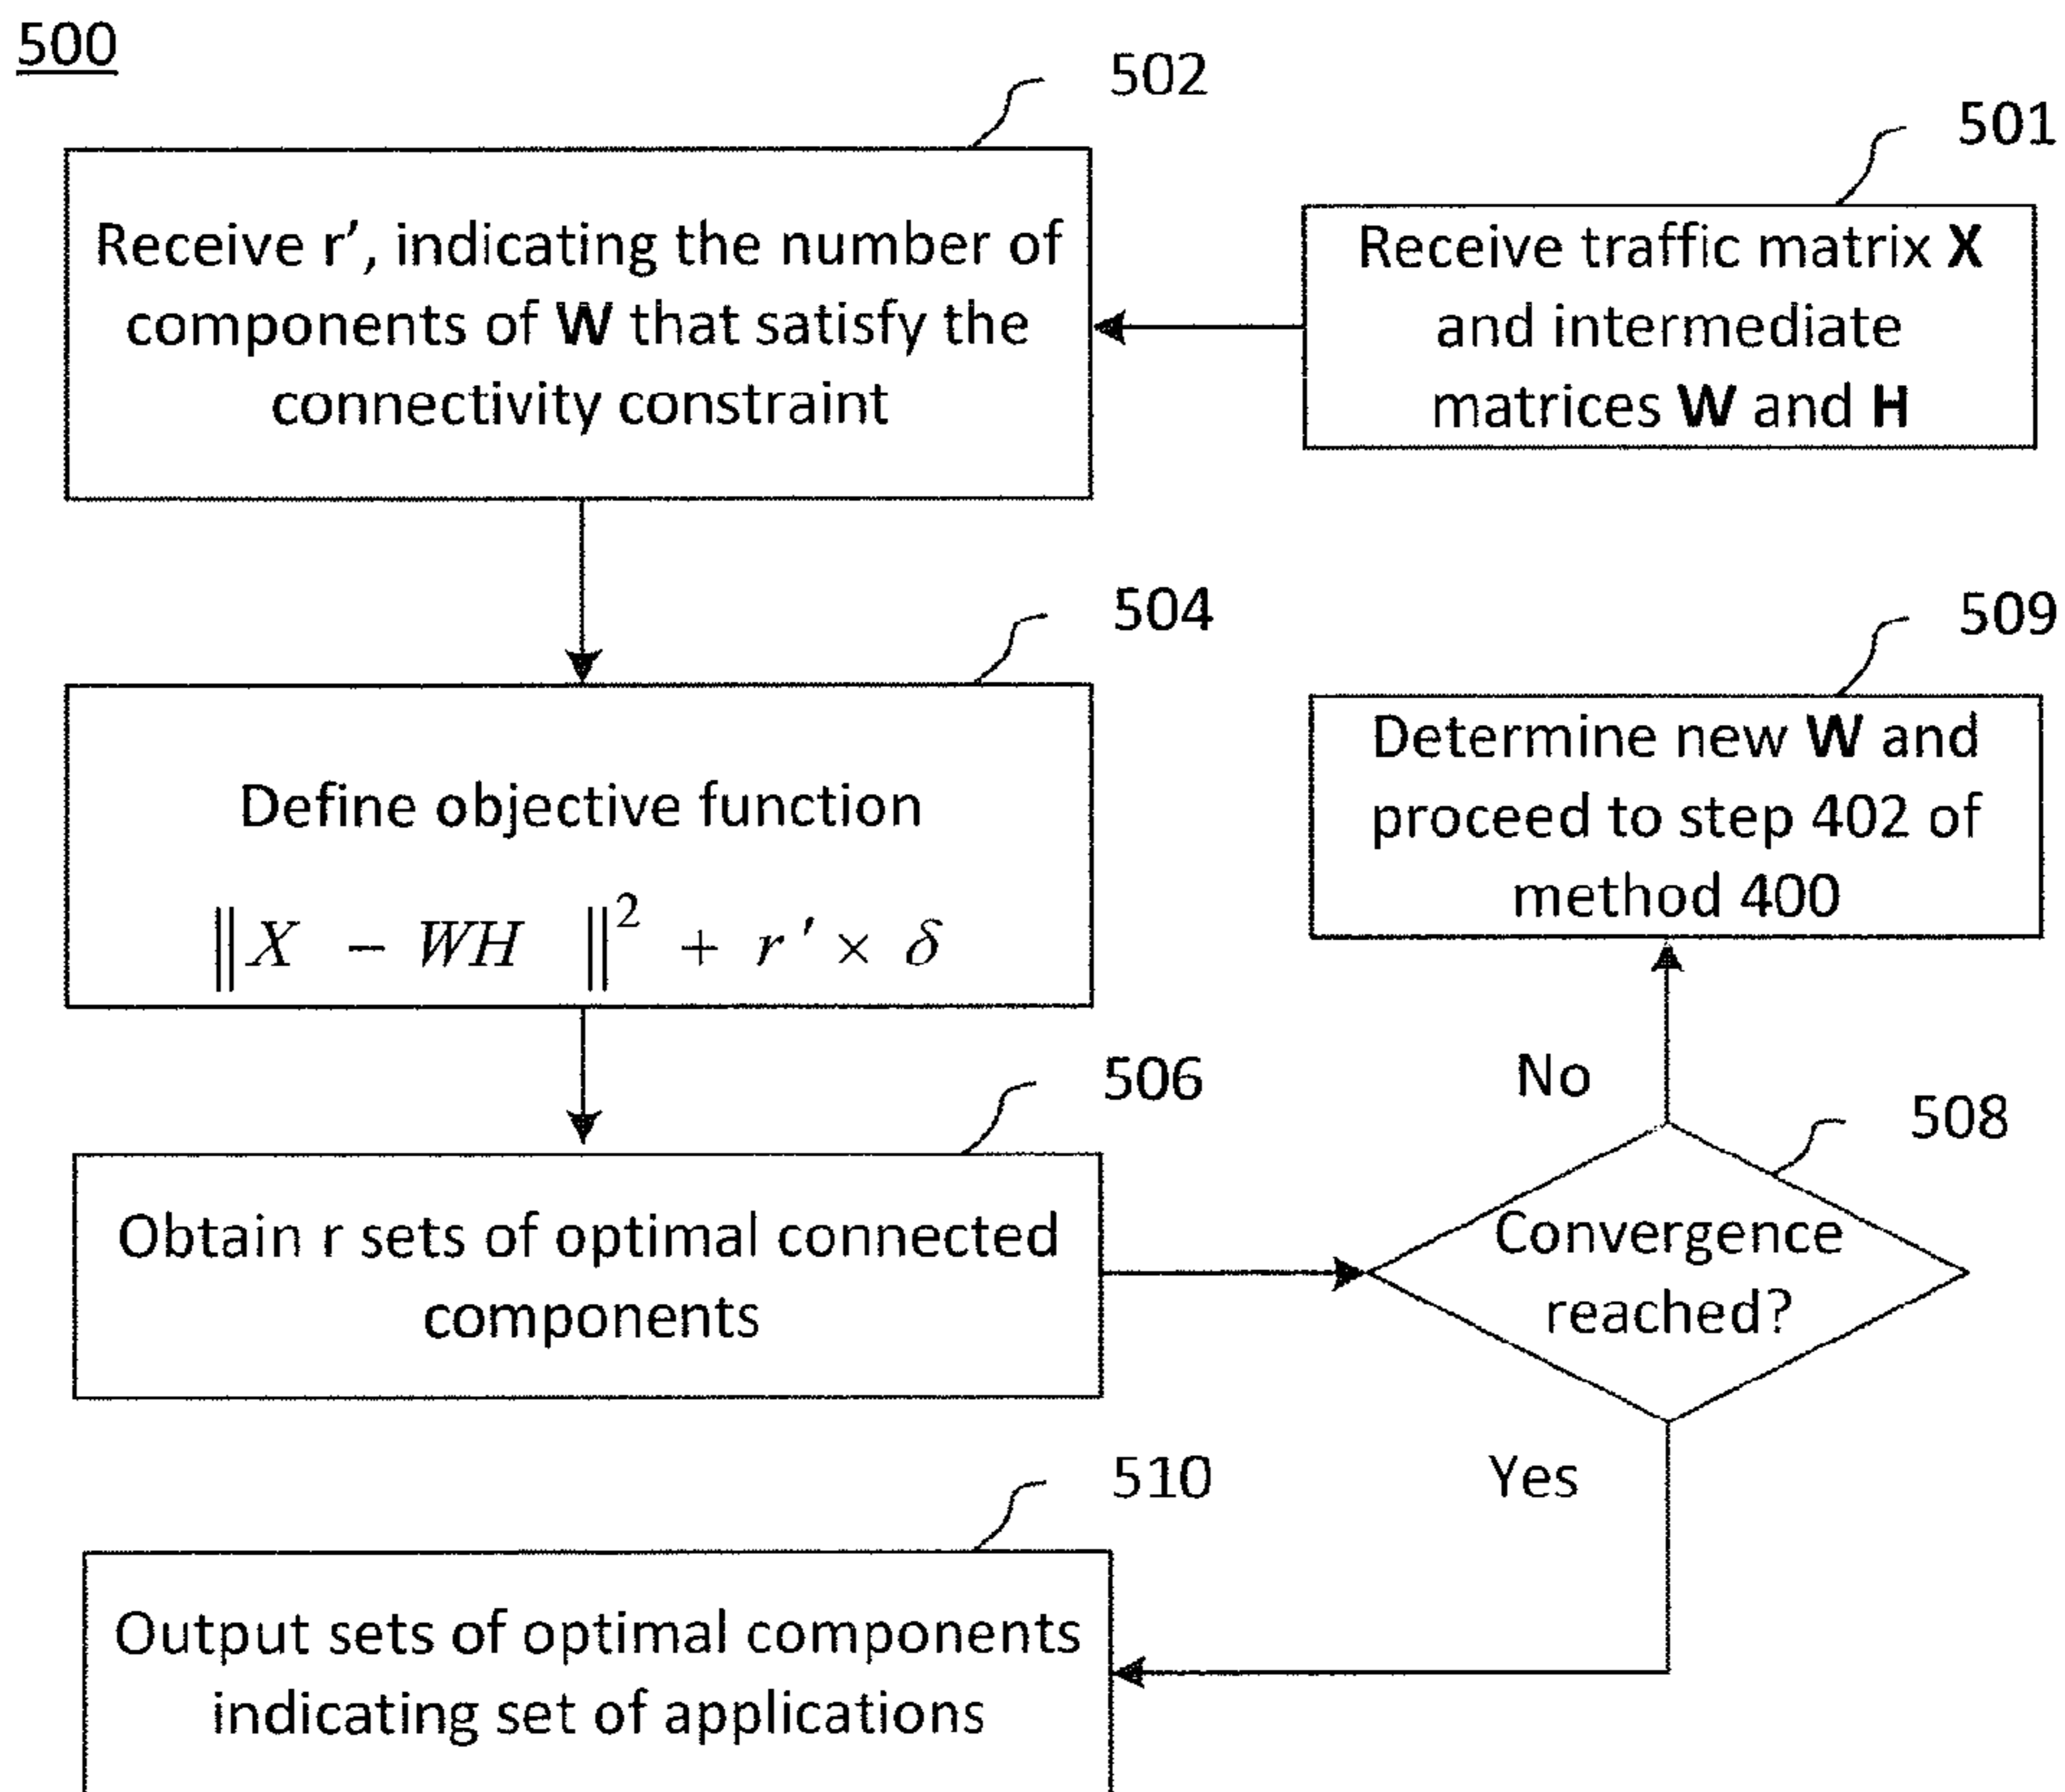 500
502
501
Receive r', indicating the number of
components of W that satisfy the
connectivity constraint
Receive traffic matrix X
and intermediate
matrices W and H
504
509
Define objective function
‖X − WH ‖² + r' × δ
Determine new W and
proceed to step 402 of
method 400
506
No
508
Obtain r sets of optimal connected
components
Convergence
reached?
510
Yes
Output sets of optimal components
indicating set of applications